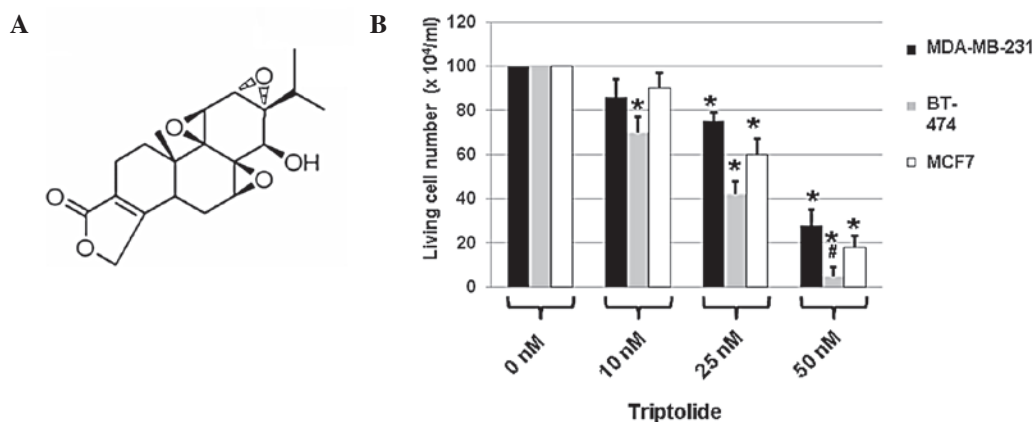 A
B
O
O
OH
O
O
O
Living cell number (x 10⁴/ml)
120
100
80
60
40
20
0
*
*
*
*
*
*
#
*
MDA-MB-231
BT-
474
MCF7
0 nM
10 nM
25 nM
50 nM
Triptolide